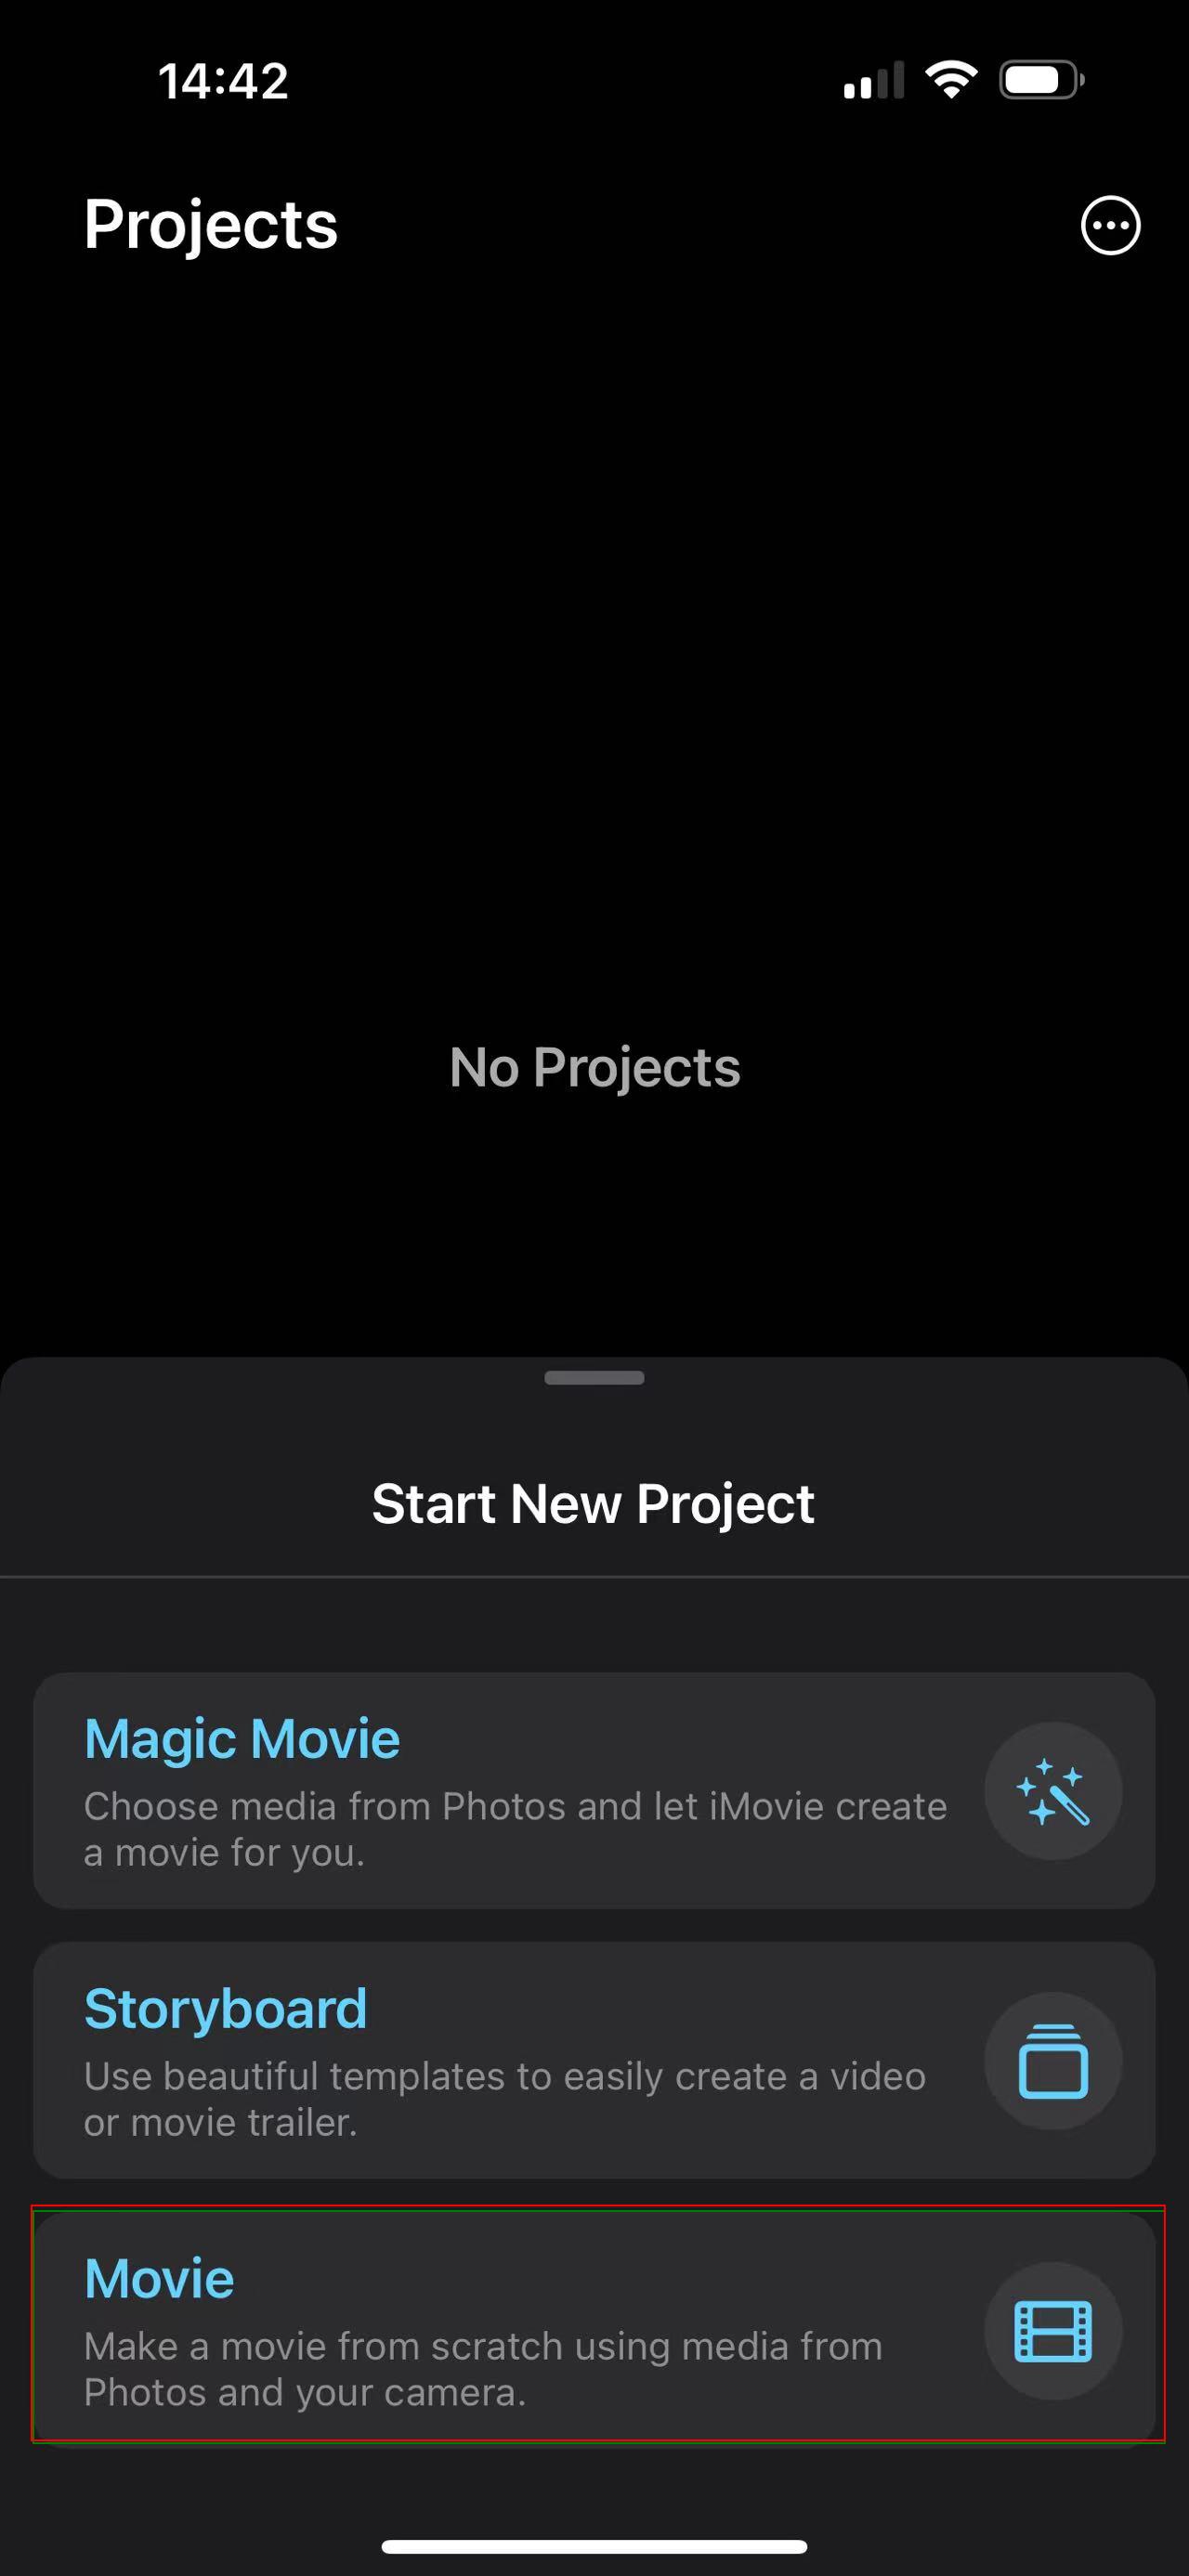 14:42
Projects
No Projects
Start New Project
Magic Movie
Choose media from Photos and let iMovie create
a movie for you.
Storyboard
Use beautiful templates to easily create a video
or movie trailer.
Movie
Make a movie from scratch using media from
Photos and your camera.